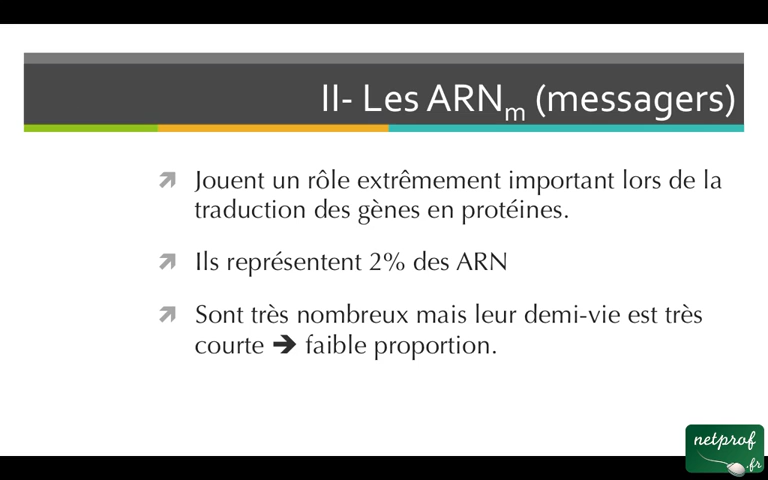 II- Les ARNm (messagers)
Jouent un rôle extrêmement important lors de la
traduction des gènes en protéines.
Ils représentent 2% des ARN
Sont très nombreux mais leur demi-vie est très
courte ➔ faible proportion.
netprof
.fr